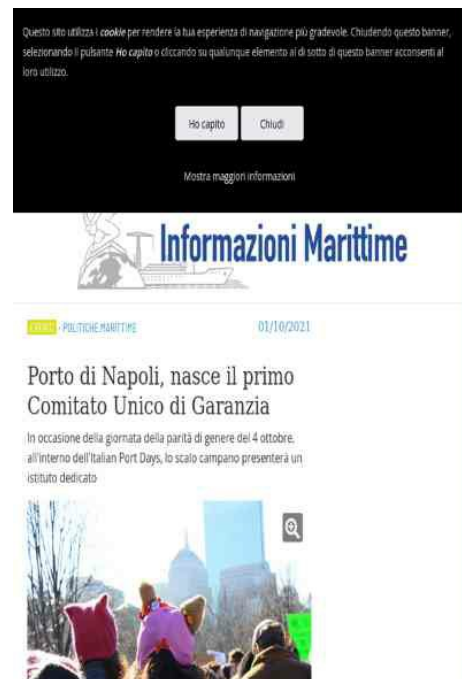 Questo sito utilizza i cookie per rendere la tua esperienza di navigazione più gradevole. Chiudendo questo banner,
selezionando il pulsante Ho capito o cliccando su qualunque elemento al di sotto di questo banner acconsenti al
loro utilizzo.
Ho capito
Chiudi
Mostra maggiori informazioni
Informazioni Marittime
- POLITICHE MARITTIME
01/10/2021
Porto di Napoli, nasce il primo
Comitato Unico di Garanzia
In occasione della giornata della parità di genere del 4 ottobre,
all'interno dell'Italian Port Days, lo scalo campano presenterà un
istituto dedicato